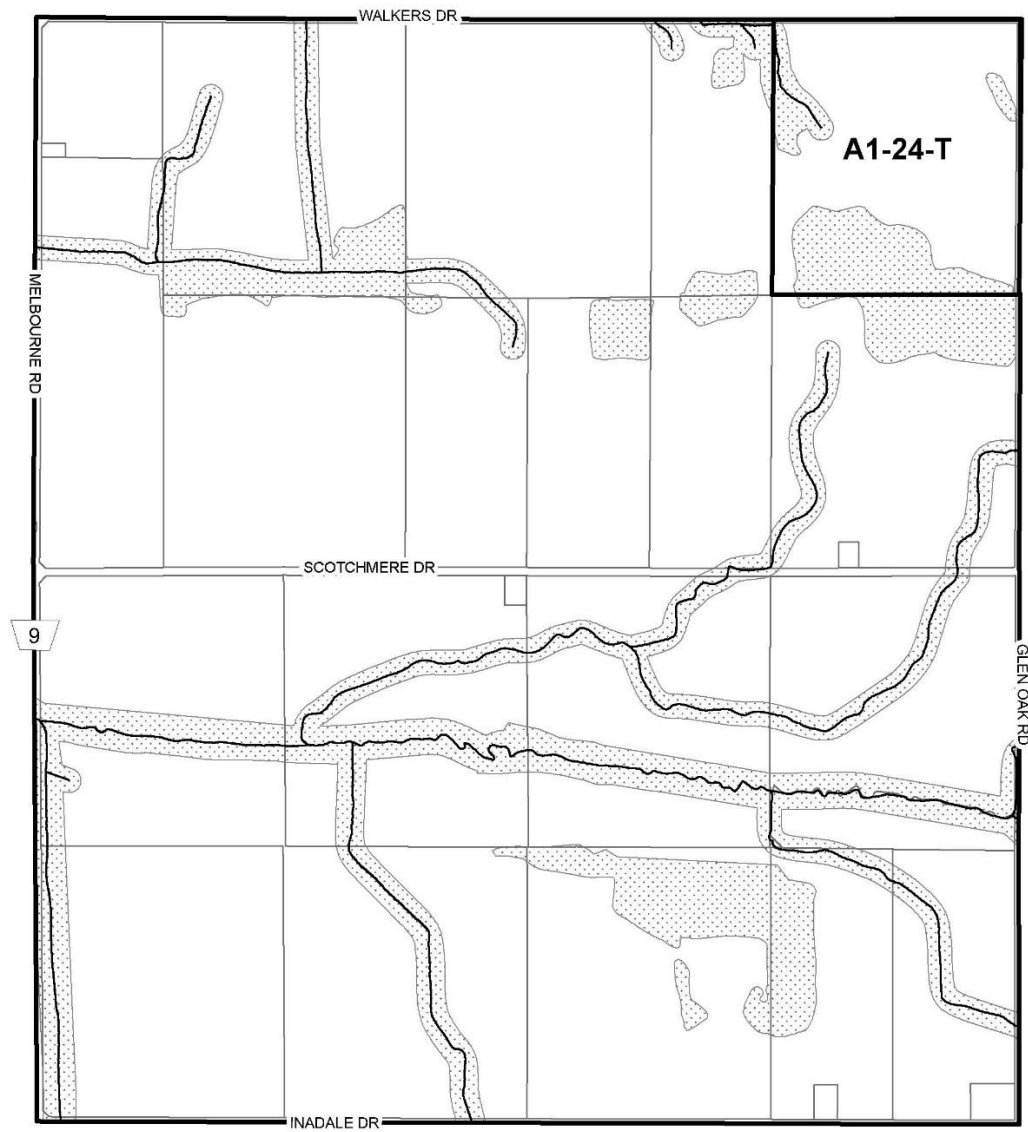 WALKERS DR
A1-24-T
MELBOURNE RD
SCOTCHMERE DR
9
GLEN OAK RD
INADALE DR